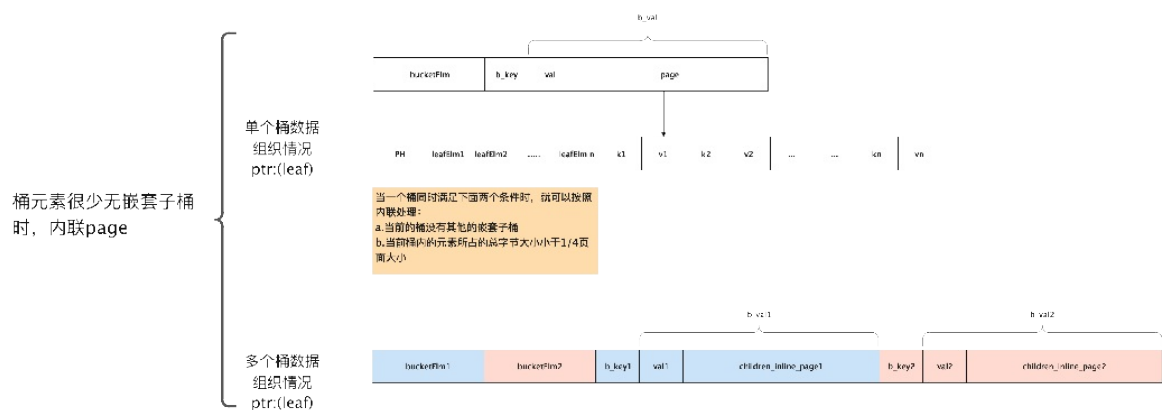 b_val
bucketElm b_key val page
单个桶数据
组织情况
ptr:(leaf)
PH leafElm1 leafElm2 ..... leafElm n k1 v1 k2 v2 ... ... kn vn
桶元素很少无嵌套子桶
时，内联page
当一个桶同时满足下面两个条件时，就可以按照
内联处理：
a.当前的桶没有其他的嵌套子桶
b.当前桶内的元素所占的总字节大小小于1/4页
面大小
b_val1 b_val2
多个桶数据
组织情况
ptr:(leaf)
bucketElm1 bucketElm2 b_key1 val1 children_inline_page1 b_key2 val2 children_inline_page2